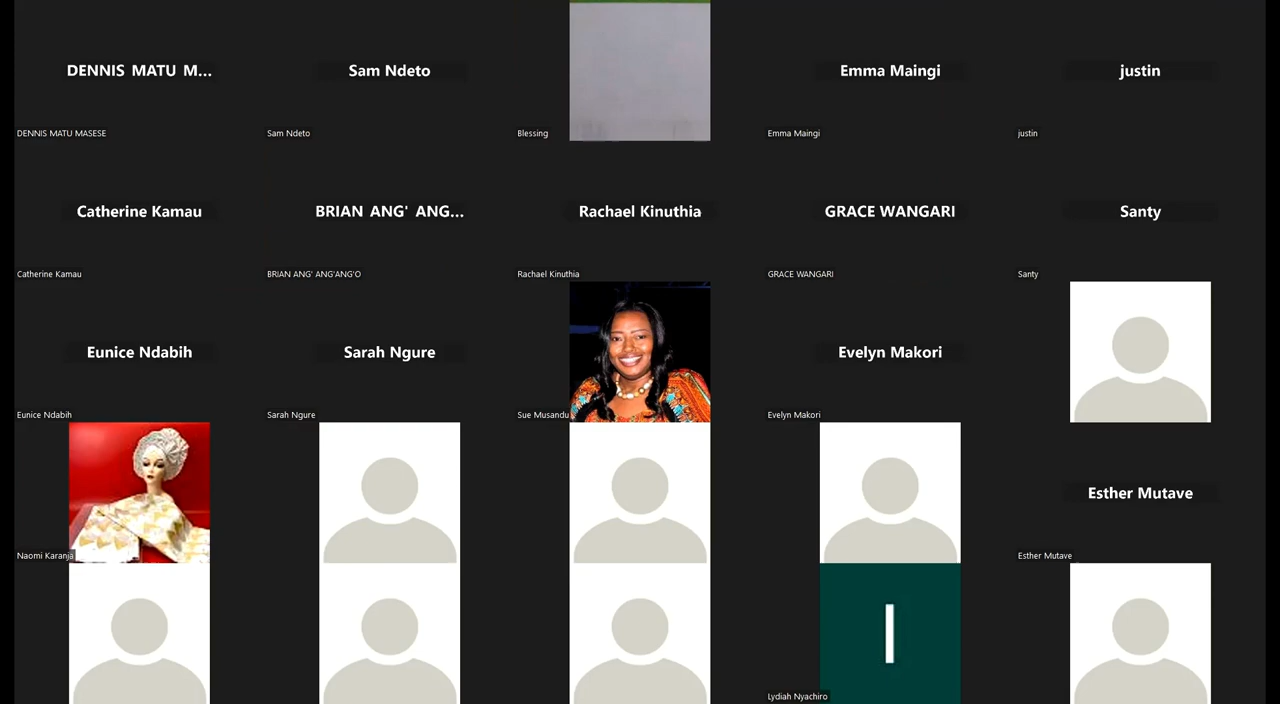 DENNIS MATU M...
Sam Ndeto
Emma Maingi
justin
DENNIS MATU MASESE
Sam Ndeto
Blessing
Emma Maingi
justin
Catherine Kamau
BRIAN ANG' ANG...
Rachael Kinuthia
GRACE WANGARI
Santy
Catherine Kamau
BRIAN ANG' ANG'ANG'O
Rachael Kinuthia
GRACE WANGARI
Santy
Eunice Ndabih
Sarah Ngure
Evelyn Makori
Eunice Ndabih
Sarah Ngure
Sue Musandu
Evelyn Makori
Esther Mutave
Naomi Karanja
Esther Mutave
l
Lydiah Nyachiro